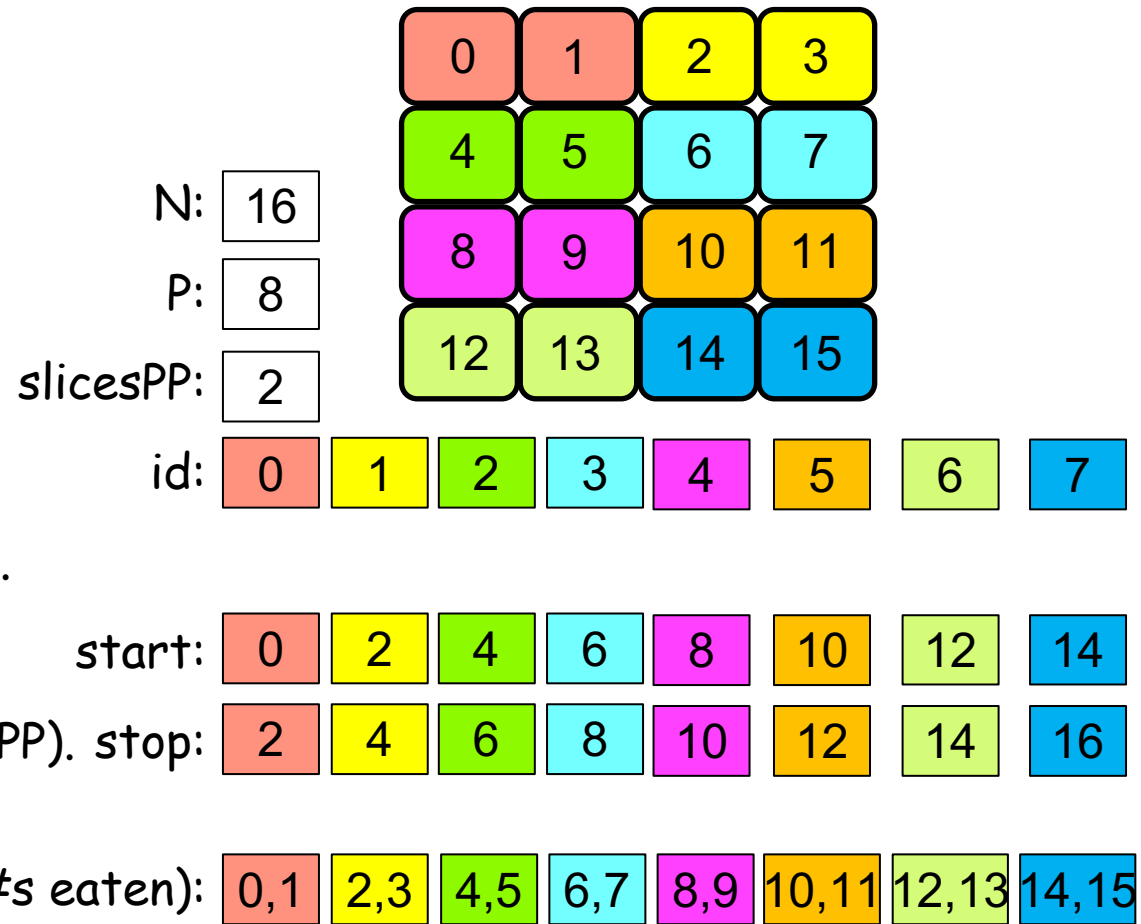 0 1 2 3
4 5 6 7
N: 16
8 9 10 11
P: 8
12 13 14 15
slicesPP: 2
id: 0 1 2 3 4 5 6 7
.
start: 0 2 4 6 8 10 12 14
PP). stop: 2 4 6 8 10 12 14 16
#s eaten): 0,1 2,3 4,5 6,7 8,9 10,11 12,13 14,15